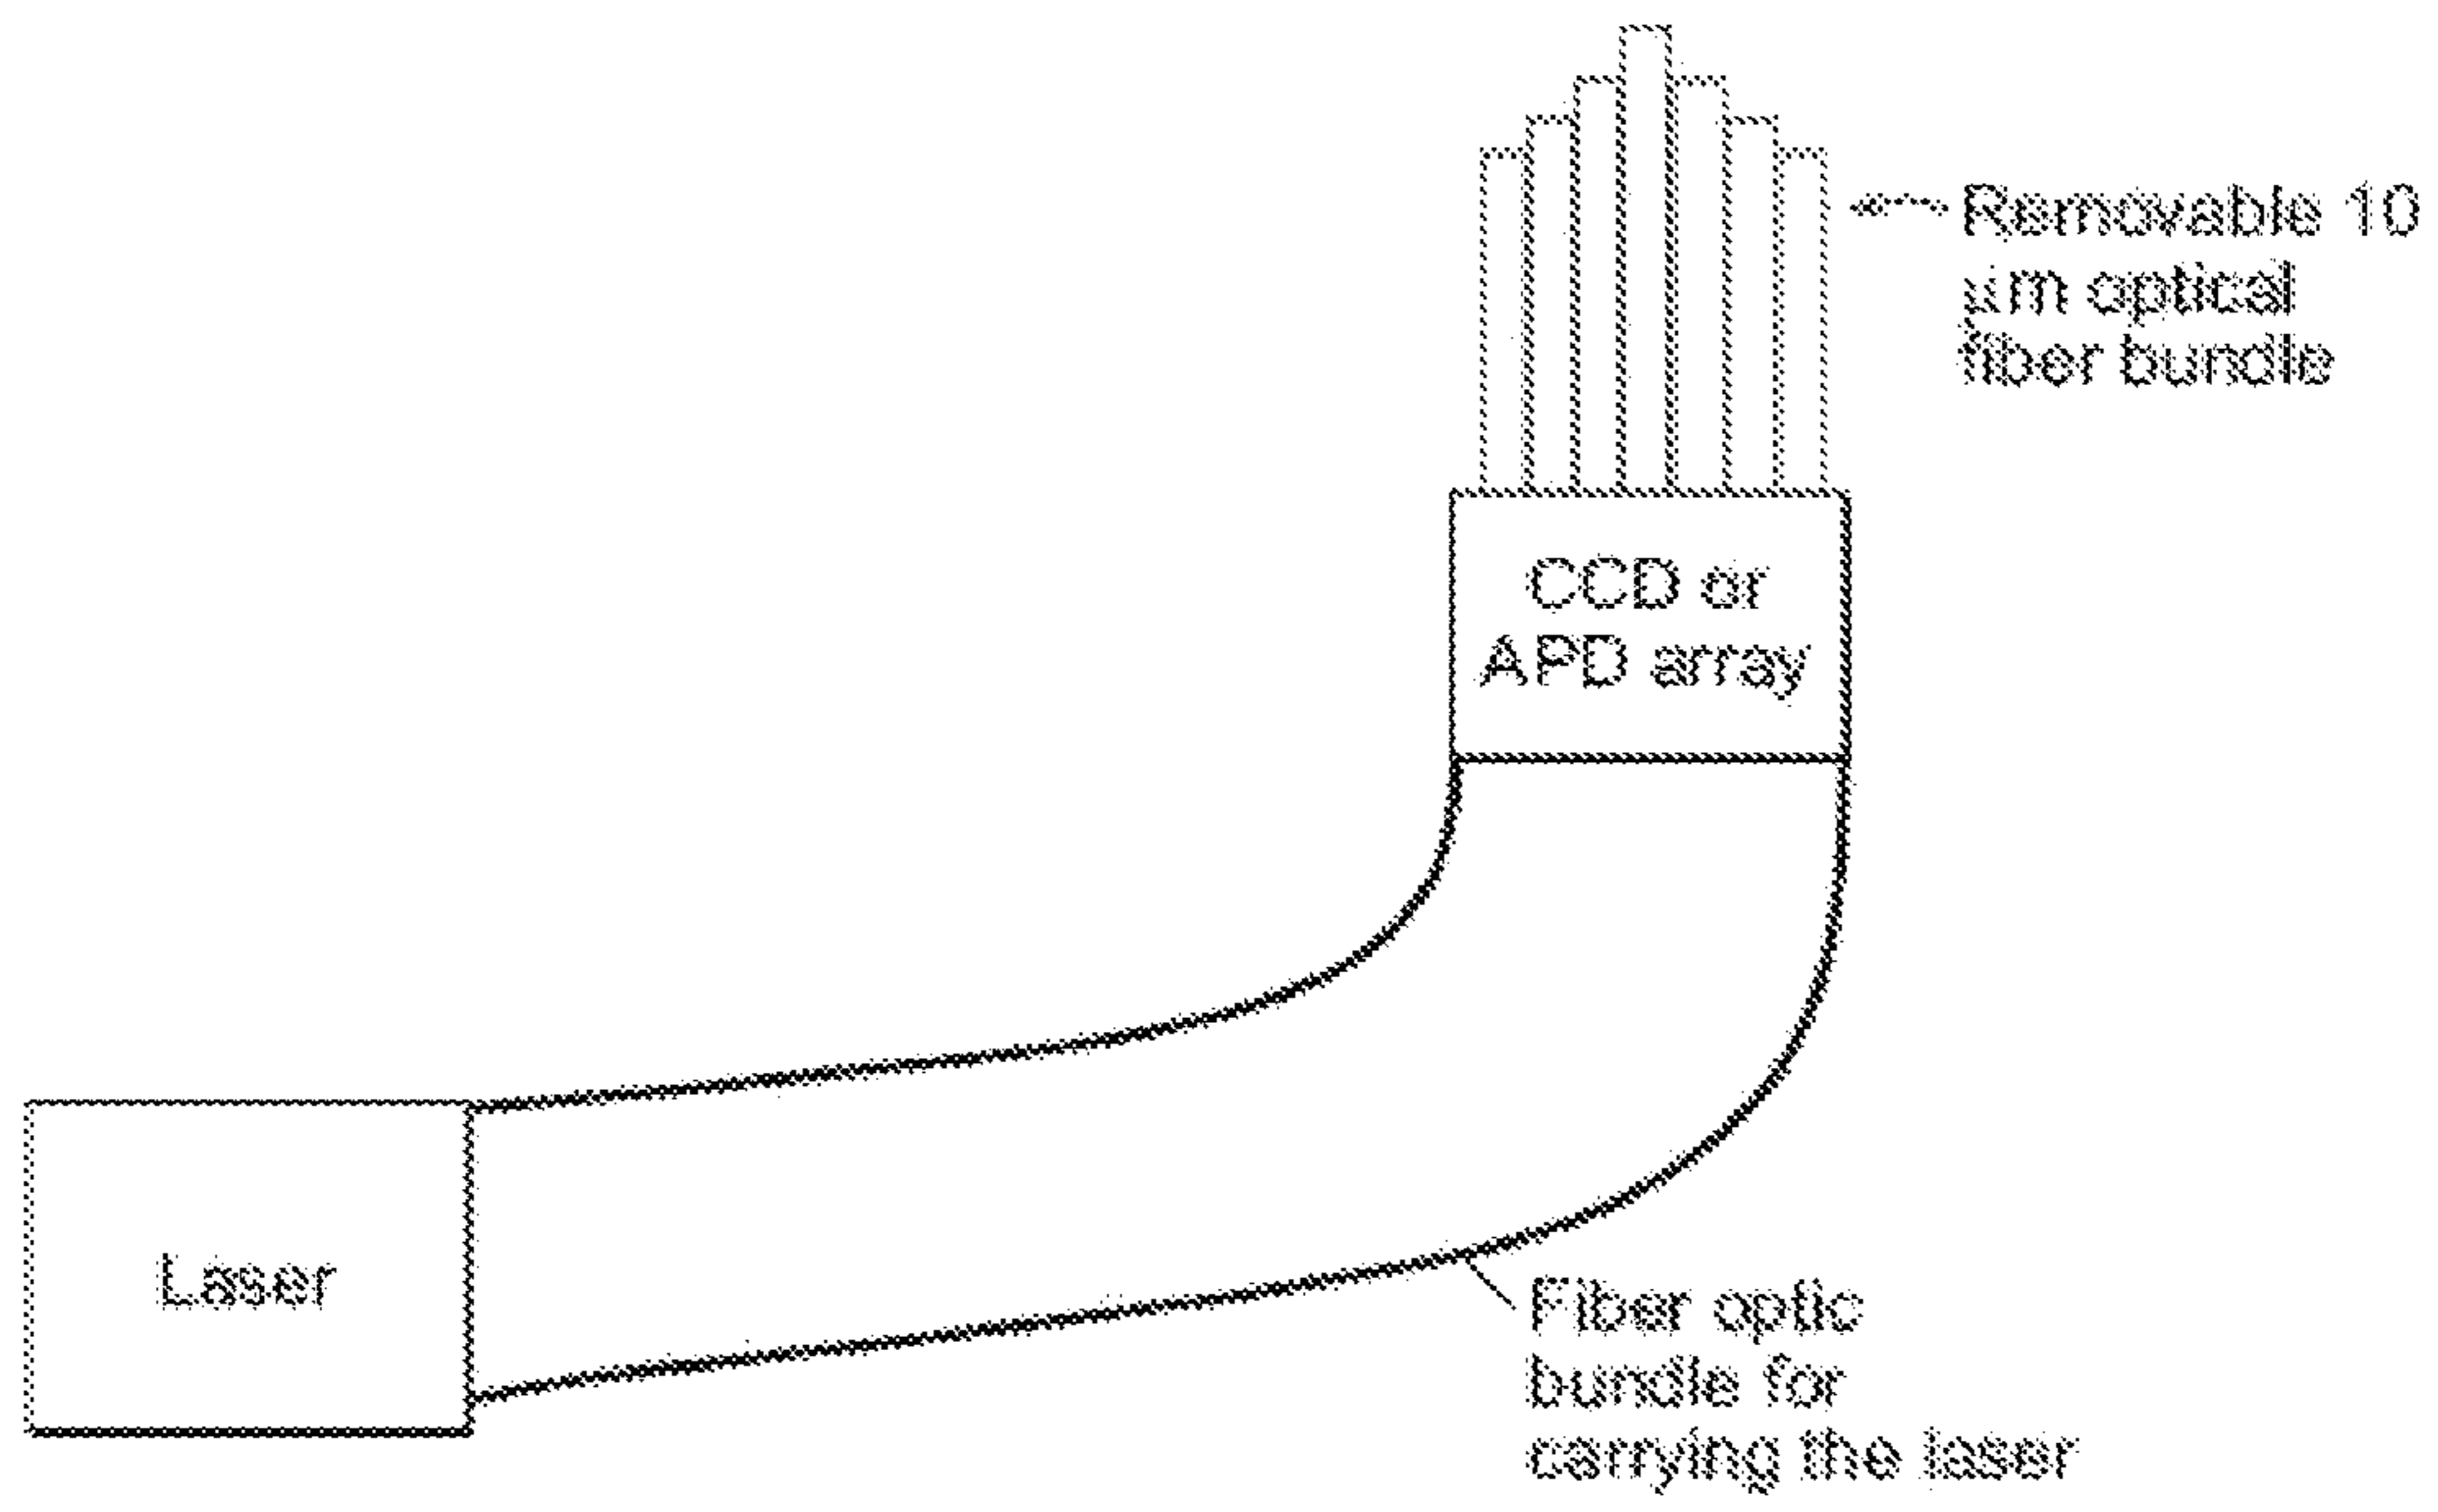 Removable 10
μm optical
fiber bundle
CCD or
APD array
Laser
Fiber optic
bundle for
carrying the laser